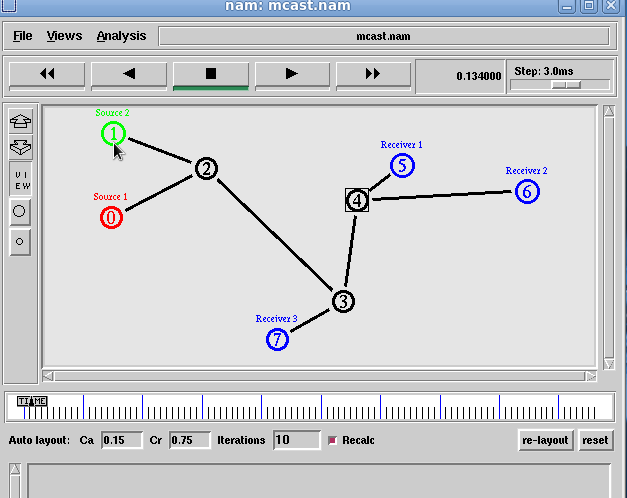 nam: mcast.nam
File Views Analysis mcast.nam
0.134000 Step: 3.0ms
Source 2
1
Receiver 1
5
2
Receiver 2
6
VIEW
4
Source 1
0
3
Receiver 3
7
TIME
Auto layout: Ca 0.15 Cr 0.75 Iterations 10 Recalc re-layout reset